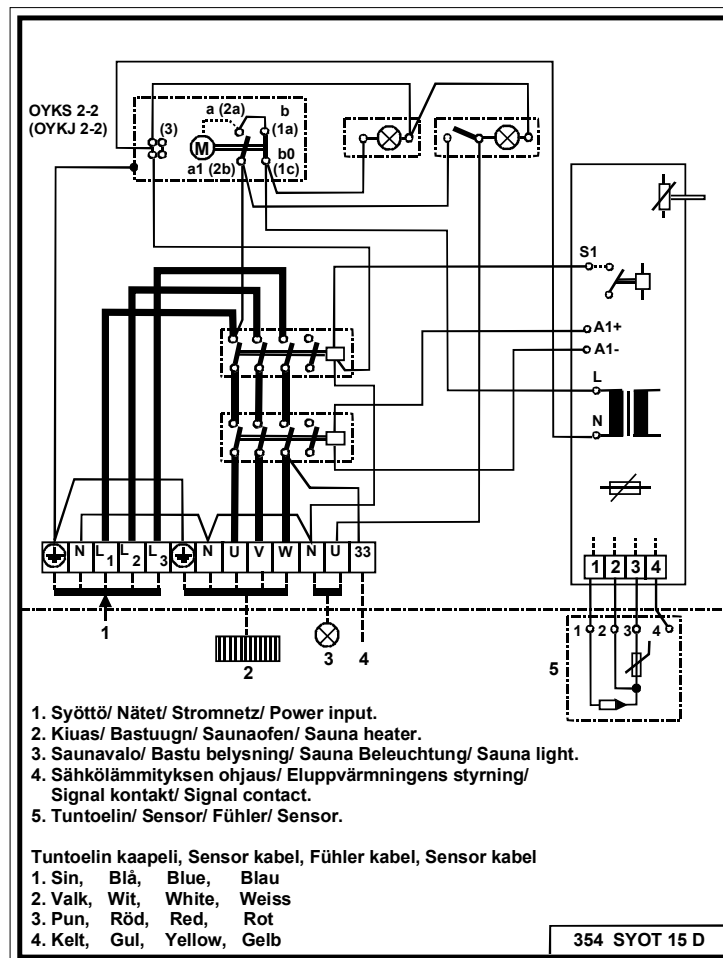 OYKS 2-2
(OYKJ 2-2)
(3)
a (2a)
b
(1a)
M
b0
a1 (2b)
(1c)
S1
A1+
A1-
L
N
N L1 L2 L3 N U V W N U 33
1 2 3 4
1
2
3
4
1 2 3 4
5
1. Syöttö/ Nätet/ Stromnetz/ Power input.
2. Kiuas/ Bastuugn/ Saunaofen/ Sauna heater.
3. Saunavalo/ Bastu belysning/ Sauna Beleuchtung/ Sauna light.
4. Sähkölämmityksen ohjaus/ Eluppvärmningens styrning/
Signal kontakt/ Signal contact.
5. Tuntoelin/ Sensor/ Fühler/ Sensor.
Tuntoelin kaapeli, Sensor kabel, Fühler kabel, Sensor kabel
1. Sin, Blå, Blue, Blau
2. Valk, Wit, White, Weiss
3. Pun, Röd, Red, Rot
4. Kelt, Gul, Yellow, Gelb
354 SYOT 15 D